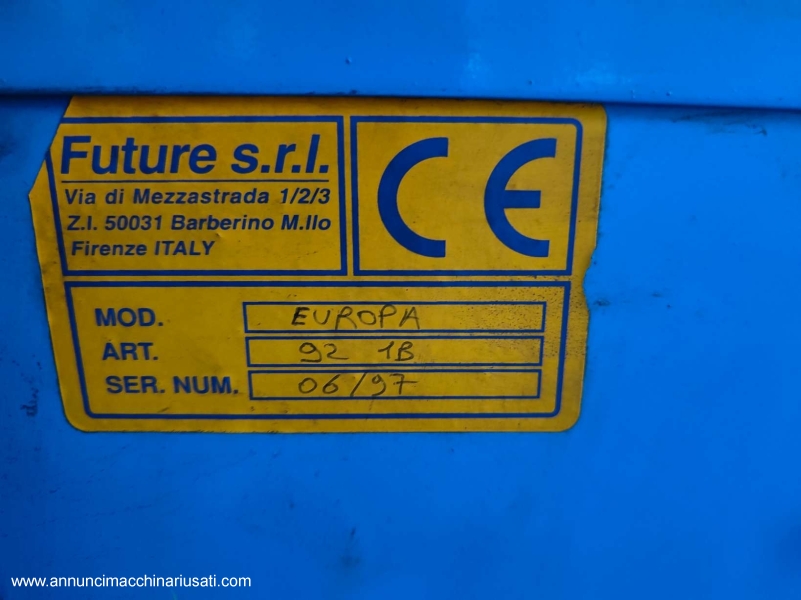 Future s.r.l.
Via di Mezzastrada 1/2/3
Z.I. 50031 Barberino M.llo
Firenze ITALY
CE
MOD. EUROPA
ART. 92 1B
SER. NUM. 06/97
www.annuncimacchinariusati.com